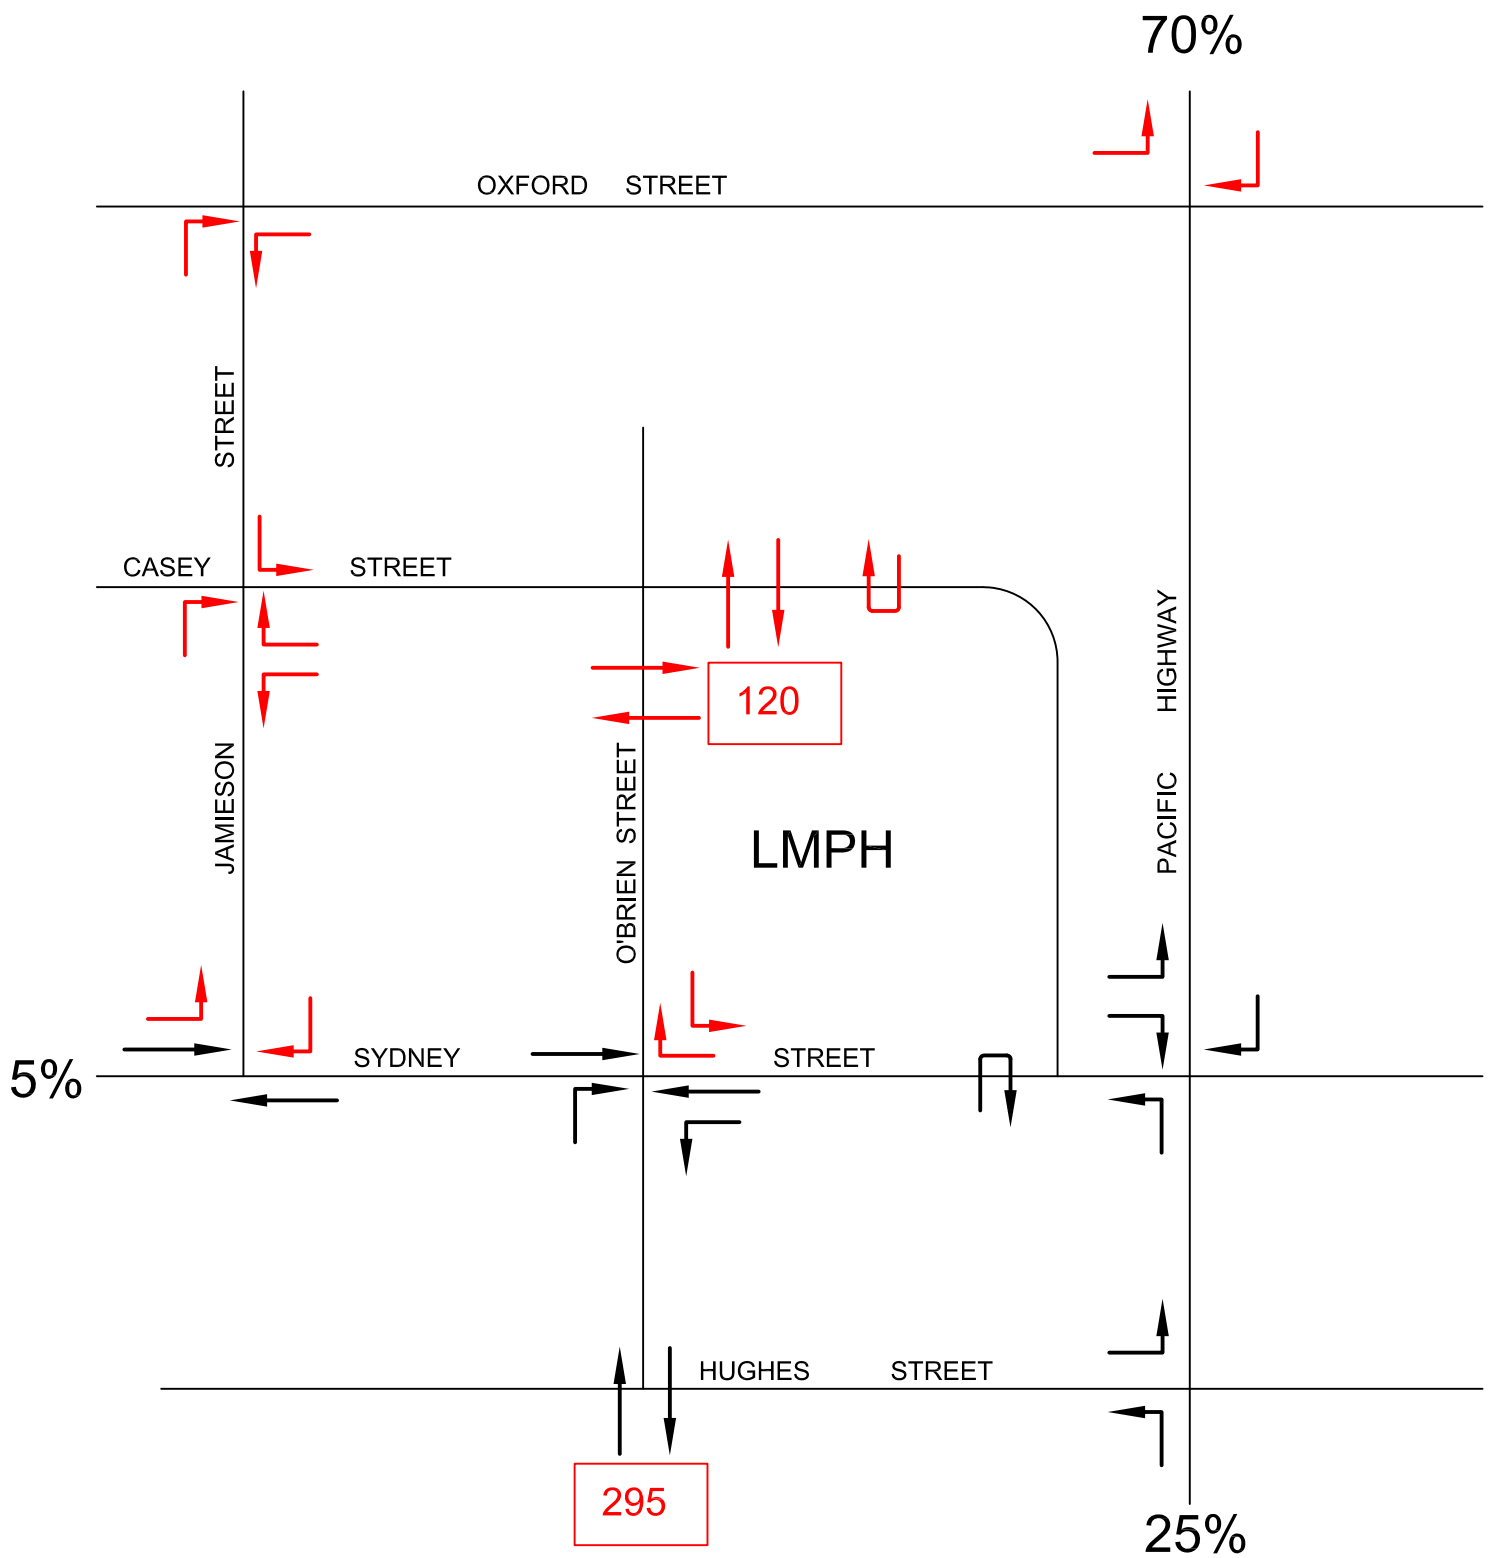 70%
OXFORD STREET
STREET
CASEY STREET
HIGHWAY
120
JAMIESON
O'BRIEN STREET
PACIFIC
LMPH
SYDNEY STREET
5%
HUGHES STREET
295
25%